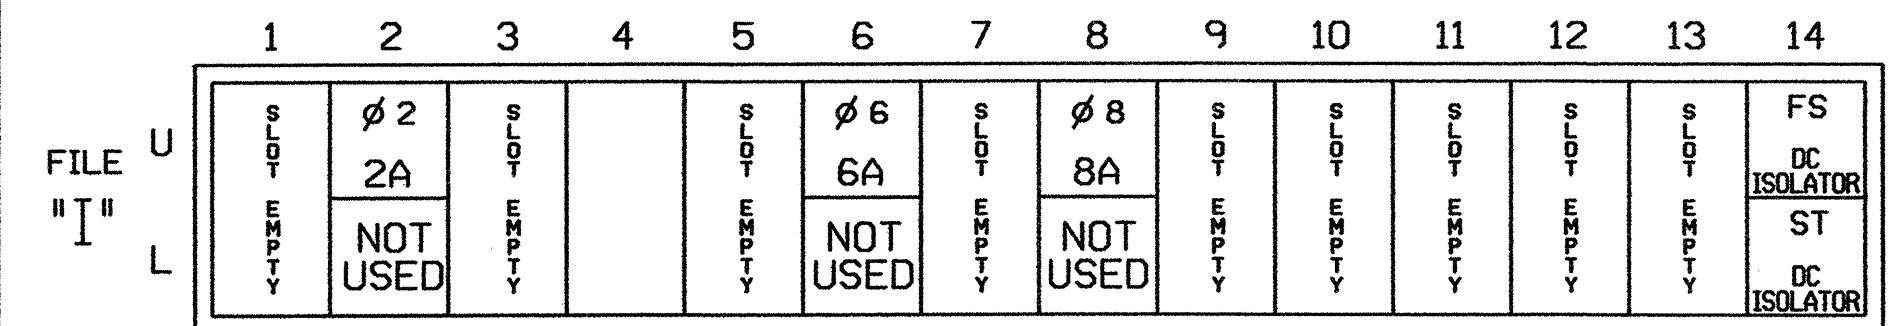 1 2 3 4 5 6 7 8 9 10 11 12 13 14
FILE "I"
U
L
SLOT EMPTY
ø 2
2A
NOT USED
SLOT EMPTY
SLOT EMPTY
ø 6
6A
NOT USED
SLOT EMPTY
ø 8
8A
NOT USED
SLOT EMPTY
SLOT EMPTY
SLOT EMPTY
SLOT EMPTY
SLOT EMPTY
FS
DC
ISOLATOR
ST
DC
ISOLATOR